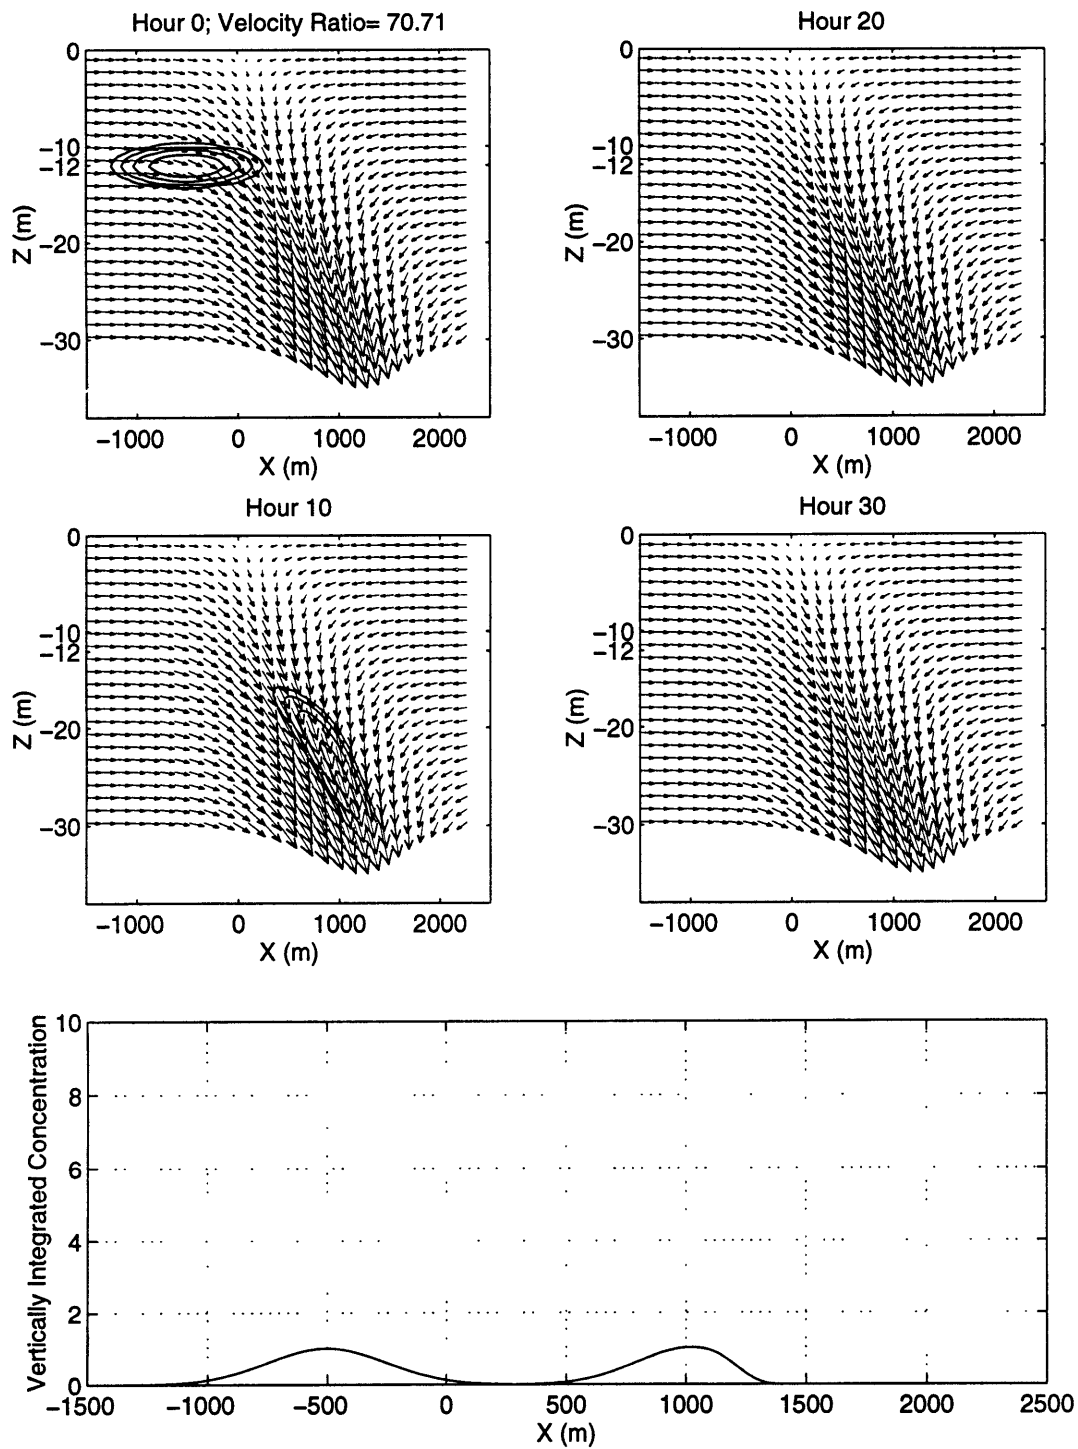 Hour 0; Velocity Ratio= 70.71
0
−10
−12
−20
−30
Z (m)
−1000 0 1000 2000
X (m)
Hour 20
0
−10
−12
−20
−30
Z (m)
−1000 0 1000 2000
X (m)
Hour 10
0
−10
−12
−20
−30
Z (m)
−1000 0 1000 2000
X (m)
Hour 30
0
−10
−12
−20
−30
Z (m)
−1000 0 1000 2000
X (m)
Vertically Integrated Concentration
10
8
6
4
2
0
−1500 −1000 −500 0 500 1000 1500 2000 2500
X (m)